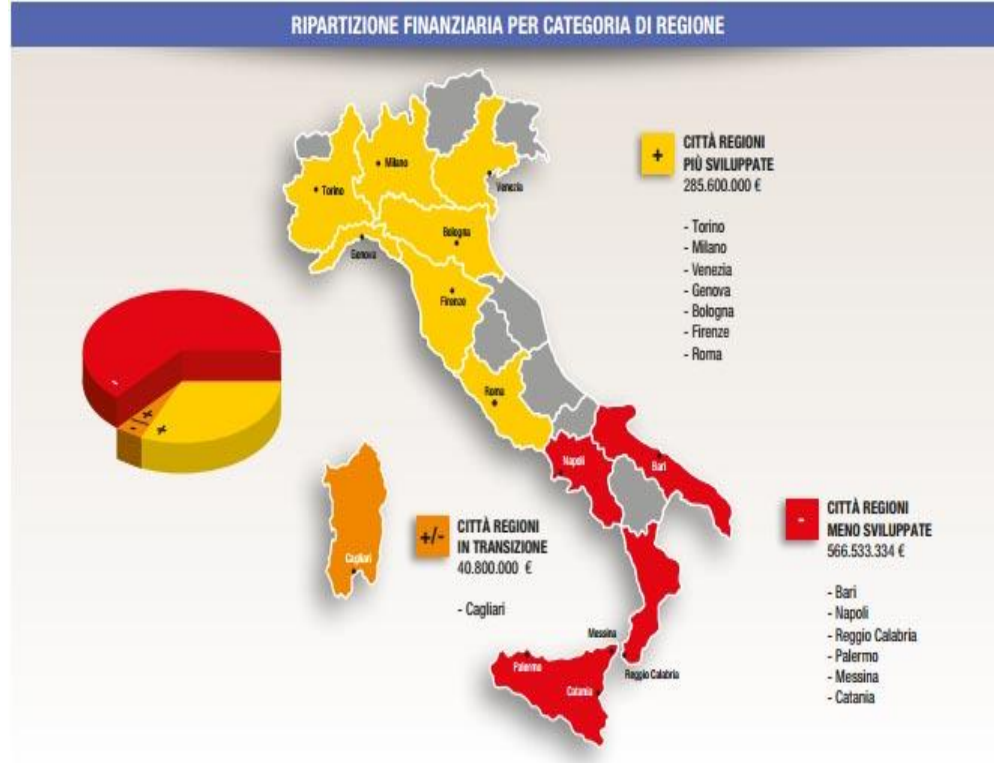 RIPARTIZIONE FINANZIARIA PER CATEGORIA DI REGIONE
Milano
Torino
Venezia
Bologna
Genova
Firenze
Roma
Napoli
Bari
Cagliari
Messina
Palermo
Reggio Calabria
Catania
+
CITTÀ REGIONI
PIÙ SVILUPPATE
285.600.000 €
- Torino
- Milano
- Venezia
- Genova
- Bologna
- Firenze
- Roma
-
+/-
+
+/-
CITTÀ REGIONI
IN TRANSIZIONE
40.800.000 €
- Cagliari
-
CITTÀ REGIONI
MENO SVILUPPATE
566.533.334 €
- Bari
- Napoli
- Reggio Calabria
- Palermo
- Messina
- Catania